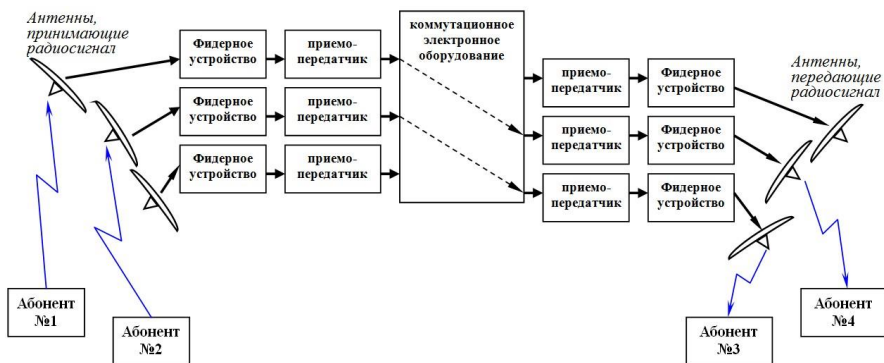 Антенны,
принимающие
радиосигнал
Фидерное
устройство
приемо-
передатчик
коммутационное
электронное
оборудование
приемо-
передатчик
Фидерное
устройство
Антенны,
передающие
радиосигнал
Фидерное
устройство
приемо-
передатчик
приемо-
передатчик
Фидерное
устройство
Фидерное
устройство
приемо-
передатчик
приемо-
передатчик
Фидерное
устройство
Абонент
№1
Абонент
№2
Абонент
№3
Абонент
№4